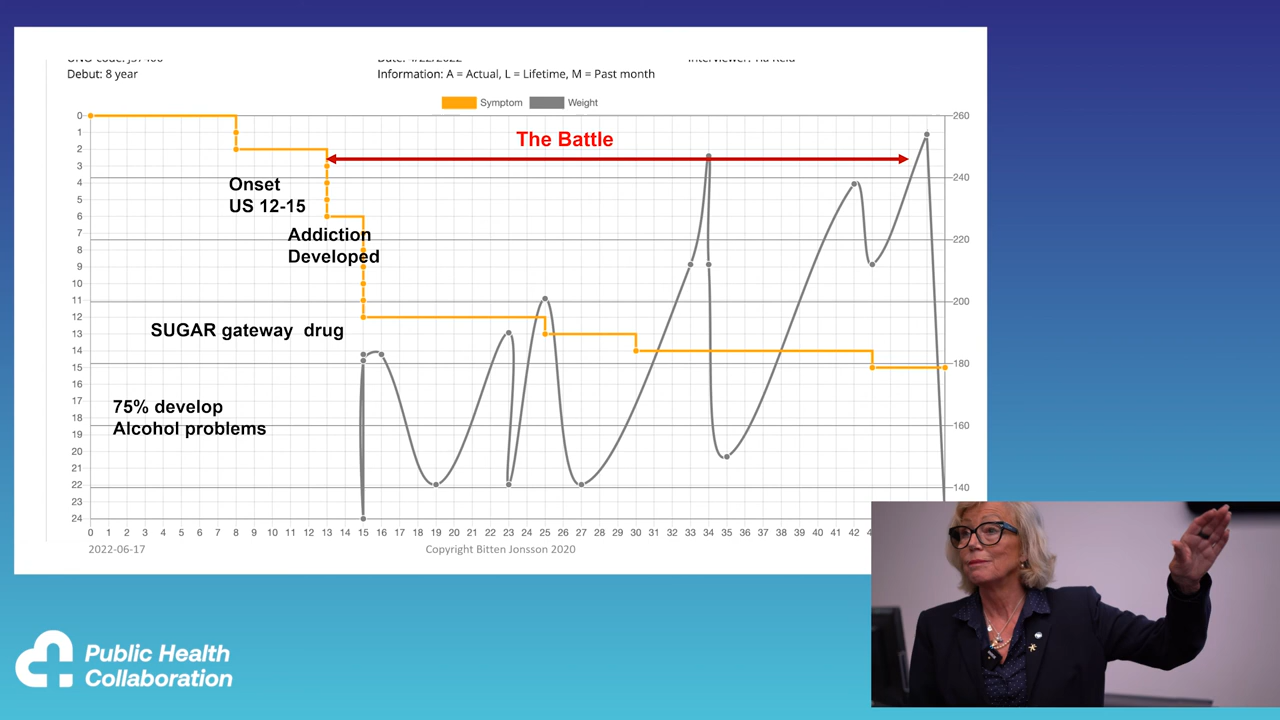 Debut: 8 year
Information: A = Actual, L = Lifetime, M = Past month
Symptom Weight
The Battle
Onset
US 12-15
Addiction
Developed
SUGAR gateway drug
75% develop
Alcohol problems
0
1
2
3
4
5
6
7
8
9
10
11
12
13
14
15
16
17
18
19
20
21
22
23
24
260
240
220
200
180
160
140
0 1 2 3 4 5 6 7 8 9 10 11 12 13 14 15 16 17 18 19 20 21 22 23 24 25 26 27 28 29 30 31 32 33 34 35 36 37 38 39 40 41 42
2022-06-17
Copyright Bitten Jonsson 2020
Public Health
Collaboration